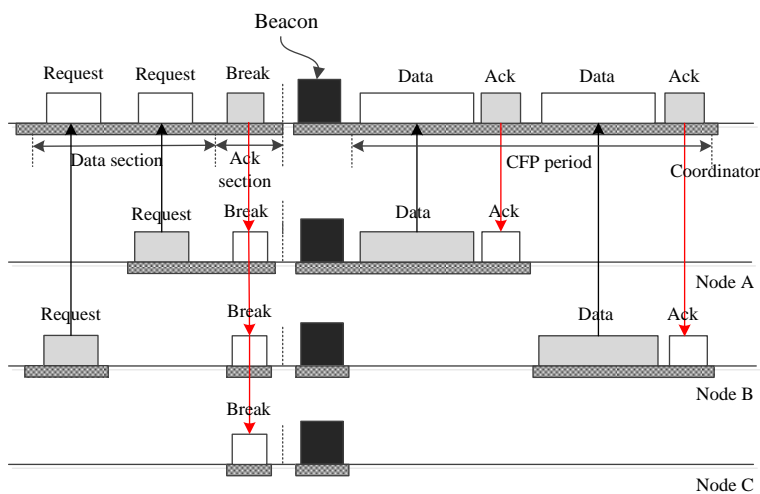 Beacon
Request
Request
Break
Data
Ack
Data
Ack
Data section
Ack
section
CFP period
Coordinator
Request
Break
Data
Ack
Node A
Request
Break
Data
Ack
Node B
Break
Node C